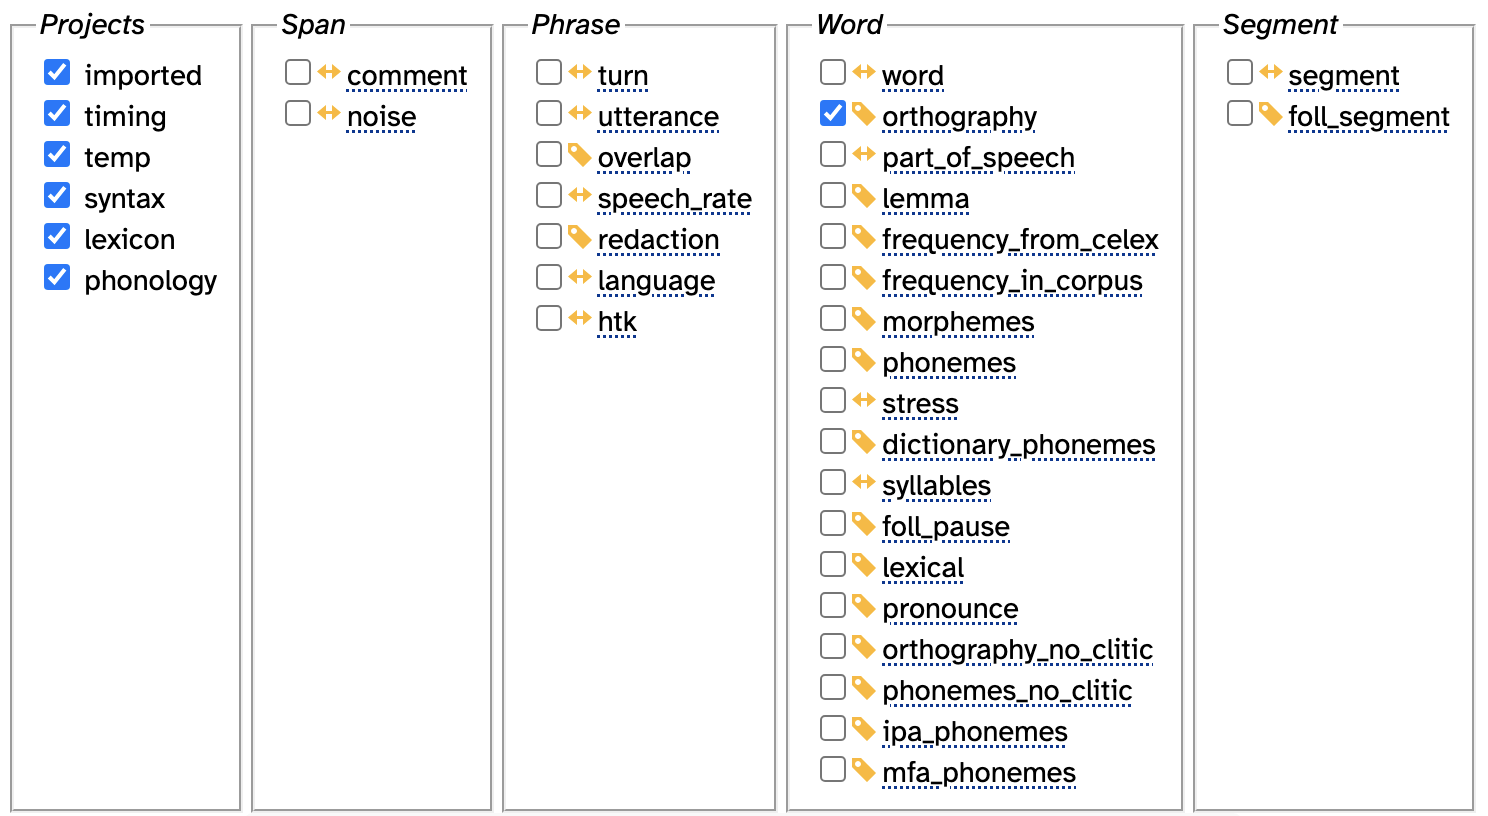 Projects
imported
timing
temp
syntax
lexicon
phonology
Span
comment
noise
Phrase
turn
utterance
overlap
speech_rate
redaction
language
htk
Word
word
orthography
part_of_speech
lemma
frequency_from_celex
frequency_in_corpus
morphemes
phonemes
stress
dictionary_phonemes
syllables
foll_pause
lexical
pronounce
orthography_no_clitic
phonemes_no_clitic
ipa_phonemes
mfa_phonemes
Segment
segment
foll_segment